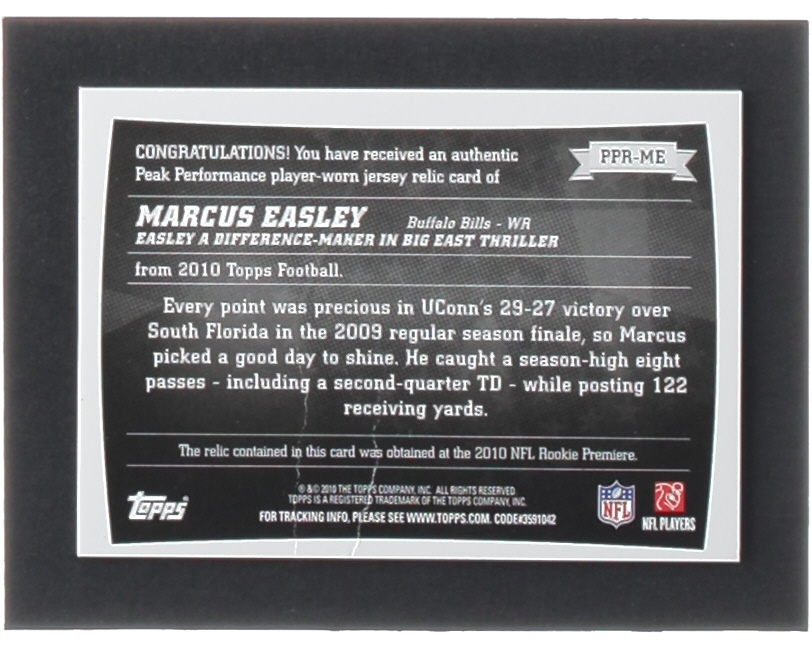 CONGRATULATIONS! You have received an authentic
PPR-ME
Peak Performance player-worn jersey relic card of
MARCUS EASLEY Buffalo Bills - WR
EASLEY A DIFFERENCE-MAKER IN BIG EAST THRILLER
from 2010 Topps Football.
Every point was precious in UConn's 29-27 victory over
South Florida in the 2009 regular season finale, so Marcus
picked a good day to shine. He caught a season-high eight
passes - including a second-quarter TD - while posting 122
receiving yards.
The relic contained in this card was obtained at the 2010 NFL Rookie Premiere.
® & © 2010 THE TOPPS COMPANY, INC. ALL RIGHTS RESERVED.
TOPPS IS A REGISTERED TRADEMARK OF THE TOPPS COMPANY, INC.
FOR TRACKING INFO, PLEASE SEE WWW.TOPPS.COM. CODE#3591042
Topps
NFL
NFL PLAYERS